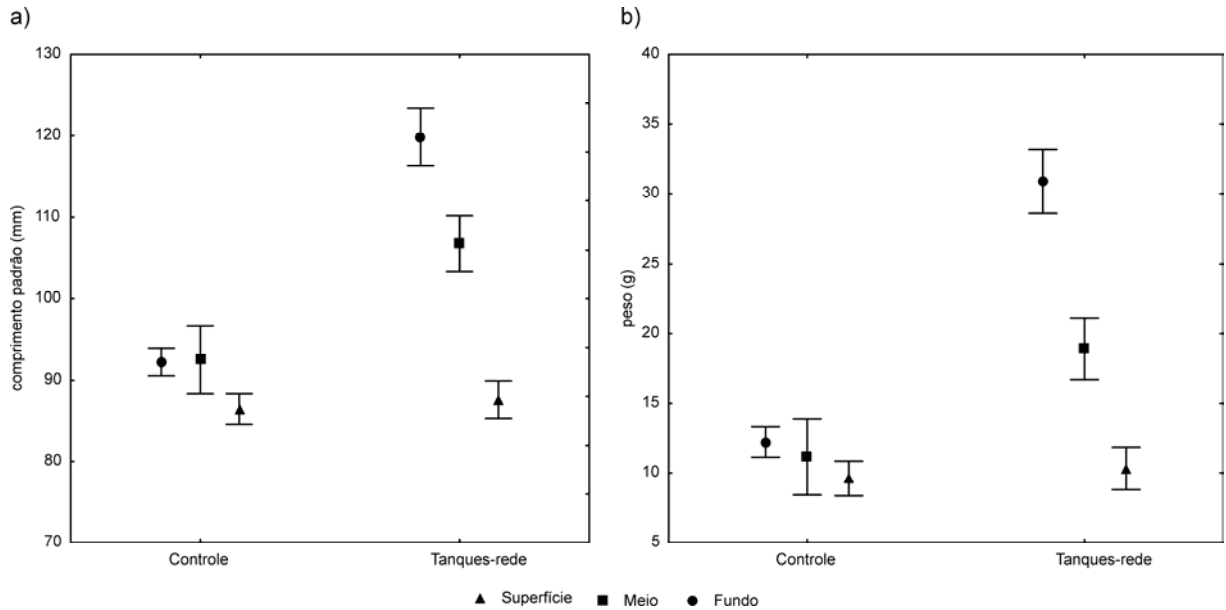 a)
130
120
110
100
90
80
70
comprimento padrão (mm)
Controle
Tanques-rede
b)
40
35
30
25
20
15
10
5
peso (g)
Controle
Tanques-rede
Superfície Meio Fundo